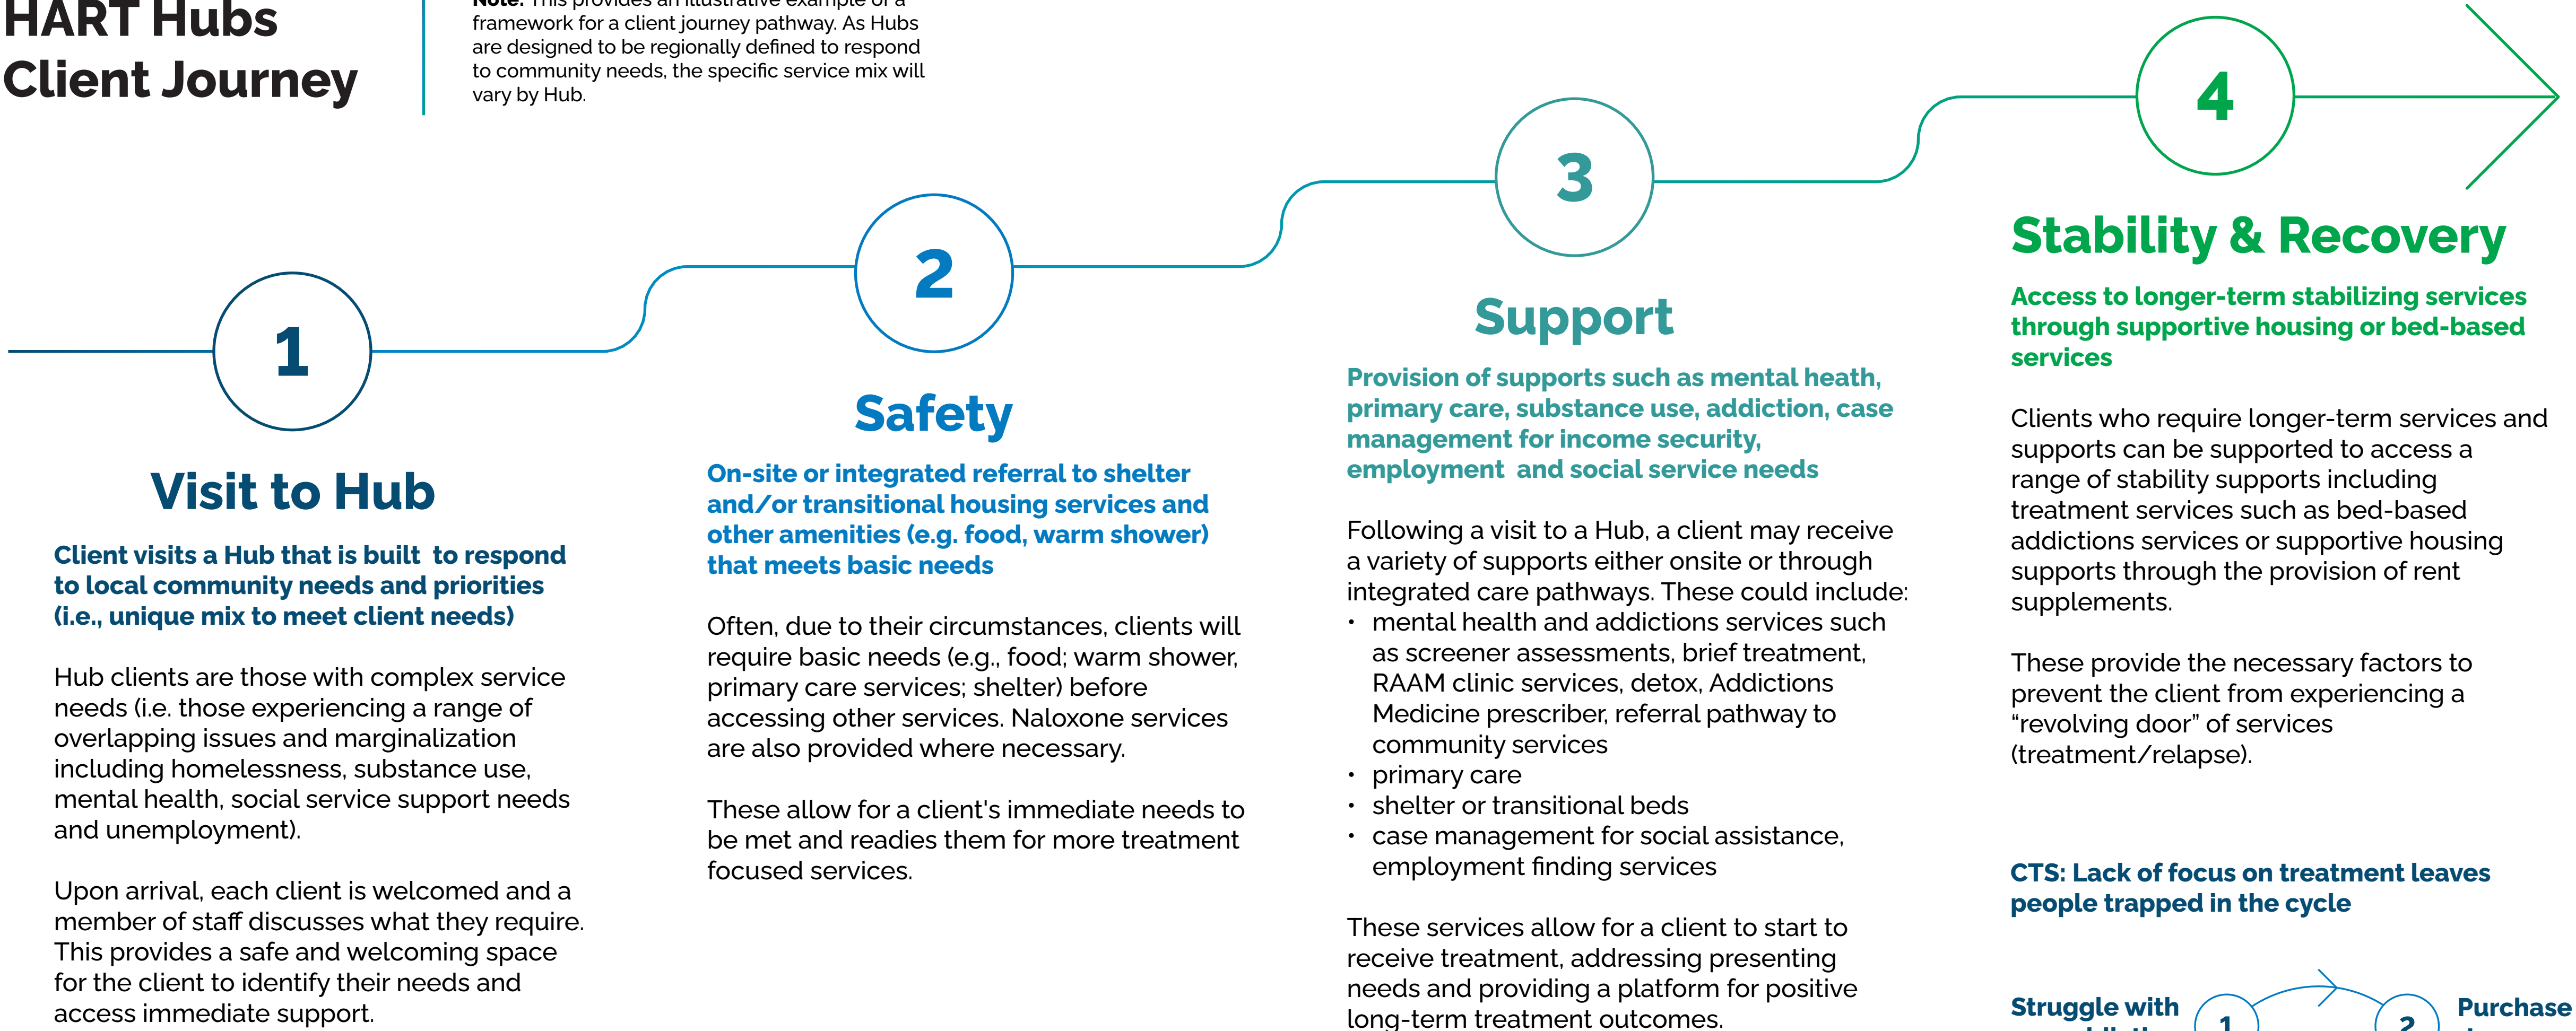 HART Hubs
Client Journey
Note: This provides an illustrative example of a
framework for a client journey pathway. As Hubs
are designed to be regionally defined to respond
to community needs, the specific service mix will
vary by Hub.
1
Visit to Hub
Client visits a Hub that is built  to respond
to local community needs and priorities
(i.e., unique mix to meet client needs)
Hub clients are those with complex service
needs (i.e. those experiencing a range of
overlapping issues and marginalization
including homelessness, substance use,
mental health, social service support needs
and unemployment).
Upon arrival, each client is welcomed and a
member of staff discusses what they require.
This provides a safe and welcoming space
for the client to identify their needs and
access immediate support.
2
Safety
On-site or integrated referral to shelter
and/or transitional housing services and
other amenities (e.g. food, warm shower)
that meets basic needs
Often, due to their circumstances, clients will
require basic needs (e.g., food; warm shower,
primary care services; shelter) before
accessing other services. Naloxone services
are also provided where necessary.
These allow for a client's immediate needs to
be met and readies them for more treatment
focused services.
3
Support
Provision of supports such as mental heath,
primary care, substance use, addiction, case
management for income security,
employment  and social service needs
Following a visit to a Hub, a client may receive
a variety of supports either onsite or through
integrated care pathways. These could include:
• mental health and addictions services such
as screener assessments, brief treatment,
RAAM clinic services, detox, Addictions
Medicine prescriber, referral pathway to
community services
• primary care
• shelter or transitional beds
• case management for social assistance,
employment finding services
These services allow for a client to start to
receive treatment, addressing presenting
needs and providing a platform for positive
long-term treatment outcomes.
4
Stability & Recovery
Access to longer-term stabilizing services
through supportive housing or bed-based
services
Clients who require longer-term services and
supports can be supported to access a
range of stability supports including
treatment services such as bed-based
addictions services or supportive housing
supports through the provision of rent
supplements.
These provide the necessary factors to
prevent the client from experiencing a
“revolving door” of services
(treatment/relapse).
CTS: Lack of focus on treatment leaves
people trapped in the cycle
Struggle with
1
2
Purchase